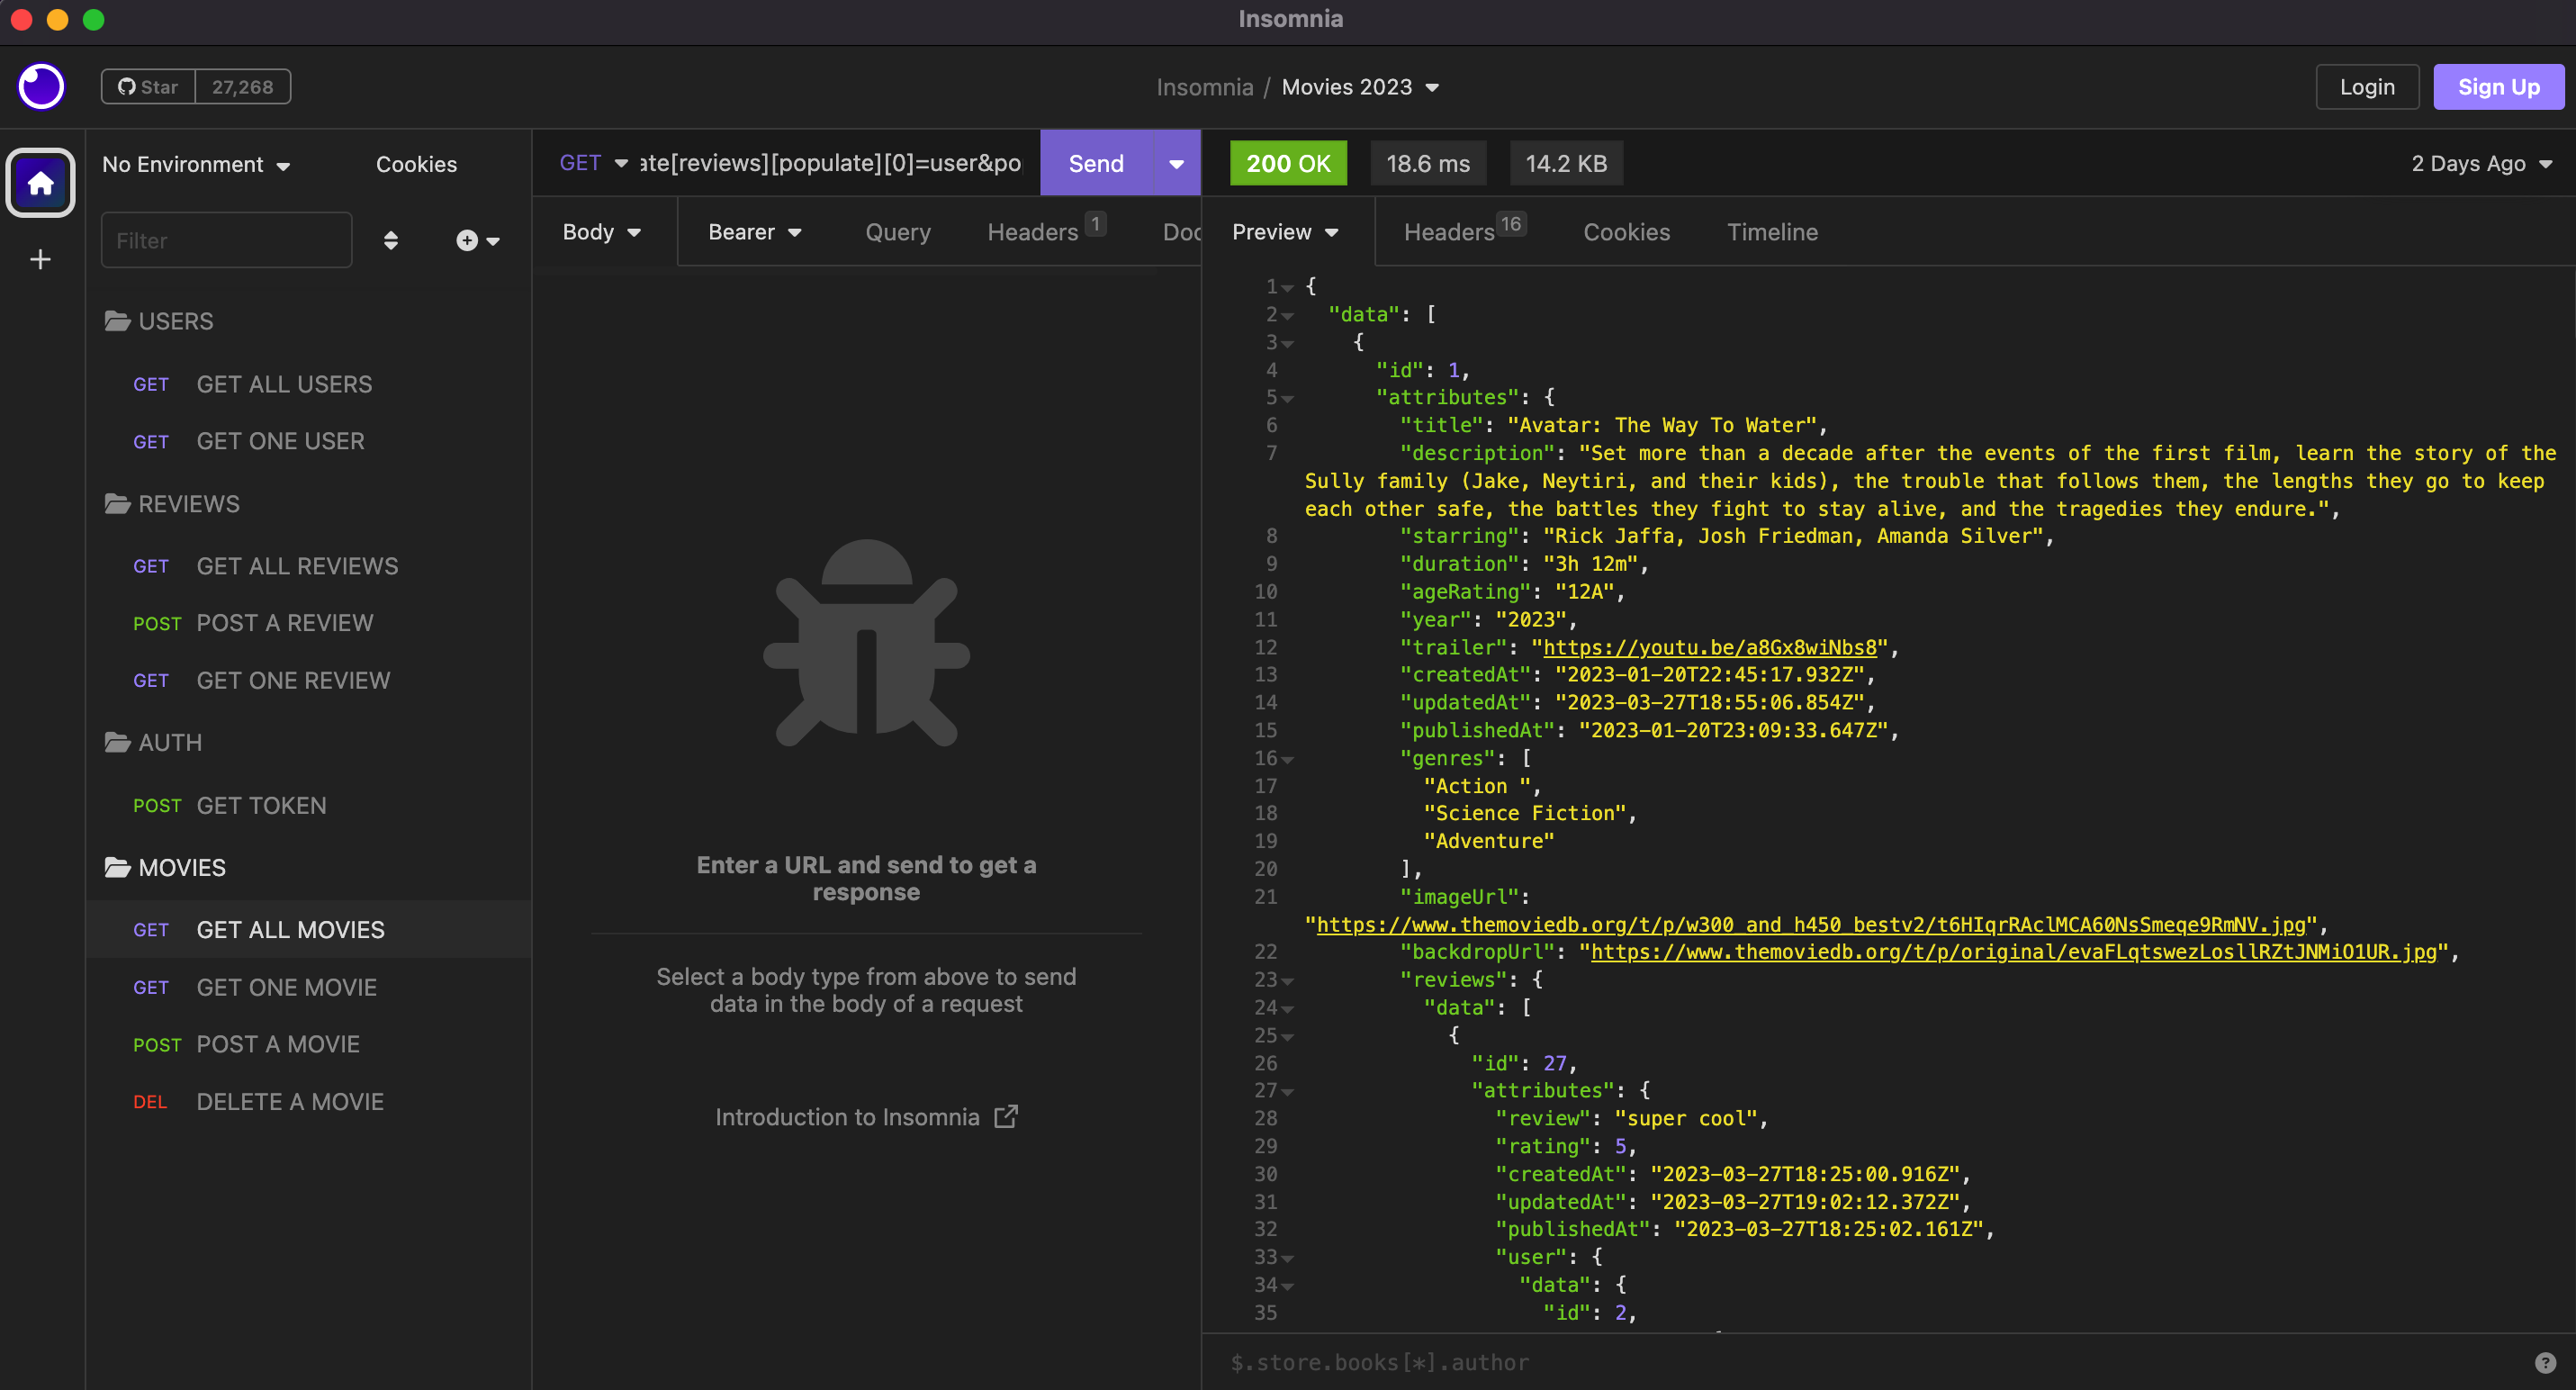 Insomnia
Star 27,268
Insomnia / Movies 2023
Login
Sign Up
No Environment
Cookies
Filter
USERS
GET GET ALL USERS
GET GET ONE USER
REVIEWS
GET GET ALL REVIEWS
POST POST A REVIEW
GET GET ONE REVIEW
AUTH
POST GET TOKEN
MOVIES
GET GET ALL MOVIES
GET GET ONE MOVIE
POST POST A MOVIE
DEL DELETE A MOVIE
GET ate[reviews][populate][0]=user&po Send
Body Bearer Query Headers 1 Doc
Enter a URL and send to get a
response
Select a body type from above to send
data in the body of a request
Introduction to Insomnia
200 OK 18.6 ms 14.2 KB 2 Days Ago
Preview Headers 16 Cookies Timeline
1 {
2 "data": [
3 {
4 "id": 1,
5 "attributes": {
6 "title": "Avatar: The Way To Water",
7 "description": "Set more than a decade after the events of the first film, learn the story of the
Sully family (Jake, Neytiri, and their kids), the trouble that follows them, the lengths they go to keep
each other safe, the battles they fight to stay alive, and the tragedies they endure.",
8 "starring": "Rick Jaffa, Josh Friedman, Amanda Silver",
9 "duration": "3h 12m",
10 "ageRating": "12A",
11 "year": "2023",
12 "trailer": "https://youtu.be/a8Gx8wiNbs8",
13 "createdAt": "2023-01-20T22:45:17.932Z",
14 "updatedAt": "2023-03-27T18:55:06.854Z",
15 "publishedAt": "2023-01-20T23:09:33.647Z",
16 "genres": [
17 "Action ",
18 "Science Fiction",
19 "Adventure"
20 ],
21 "imageUrl":
"https://www.themoviedb.org/t/p/w300_and_h450_bestv2/t6HIqrRAclMCA60NsSmeqe9RmNV.jpg",
22 "backdropUrl": "https://www.themoviedb.org/t/p/original/evaFLqtswezLosllRZtJNMiO1UR.jpg",
23 "reviews": {
24 "data": [
25 {
26 "id": 27,
27 "attributes": {
28 "review": "super cool",
29 "rating": 5,
30 "createdAt": "2023-03-27T18:25:00.916Z",
31 "updatedAt": "2023-03-27T19:02:12.372Z",
32 "publishedAt": "2023-03-27T18:25:02.161Z",
33 "user": {
34 "data": {
35 "id": 2,
$.store.books[*].author